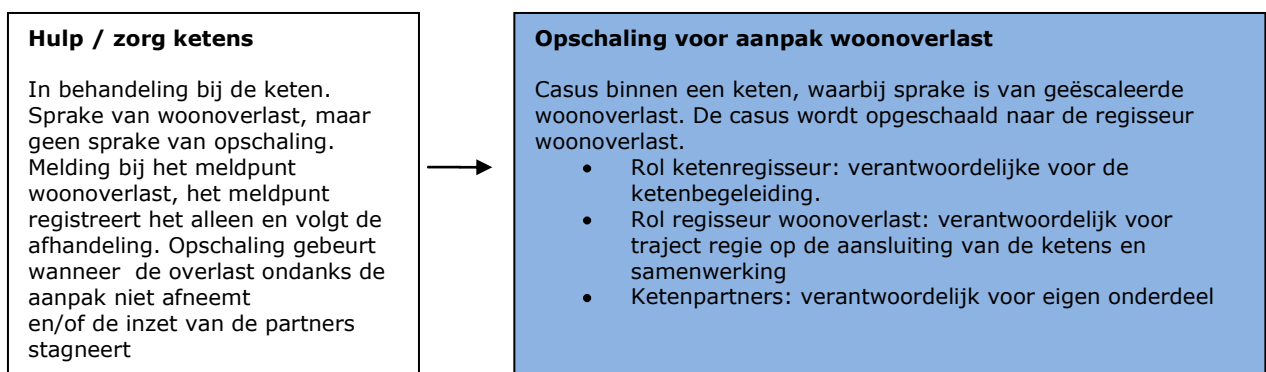 Hulp / zorg ketens
In behandeling bij de keten.
Sprake van woonoverlast, maar
geen sprake van opschaling.
Melding bij het meldpunt
woonoverlast, het meldpunt
registreert het alleen en volgt de
afhandeling. Opschaling gebeurt
wanneer  de overlast ondanks de
aanpak niet afneemt
en/of de inzet van de partners
stagneert
Opschaling voor aanpak woonoverlast
Casus binnen een keten, waarbij sprake is van geëscaleerde
woonoverlast. De casus wordt opgeschaald naar de regisseur
woonoverlast.
• Rol ketenregisseur: verantwoordelijke voor de
ketenbegeleiding.
• Rol regisseur woonoverlast: verantwoordelijk voor
traject regie op de aansluiting van de ketens en
samenwerking
• Ketenpartners: verantwoordelijk voor eigen onderdeel